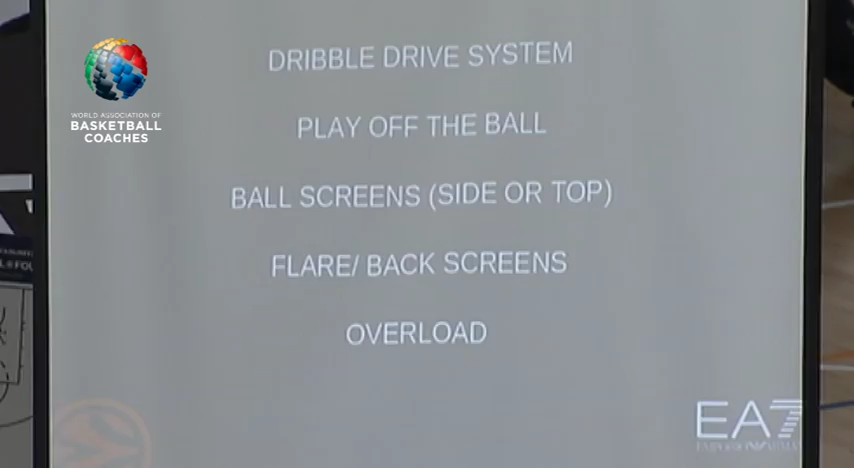 WORLD ASSOCIATION OF
BASKETBALL
COACHES
DRIBBLE DRIVE SYSTEM
PLAY OFF THE BALL
BALL SCREENS (SIDE OR TOP)
FLARE/ BACK SCREENS
OVERLOAD
EA7